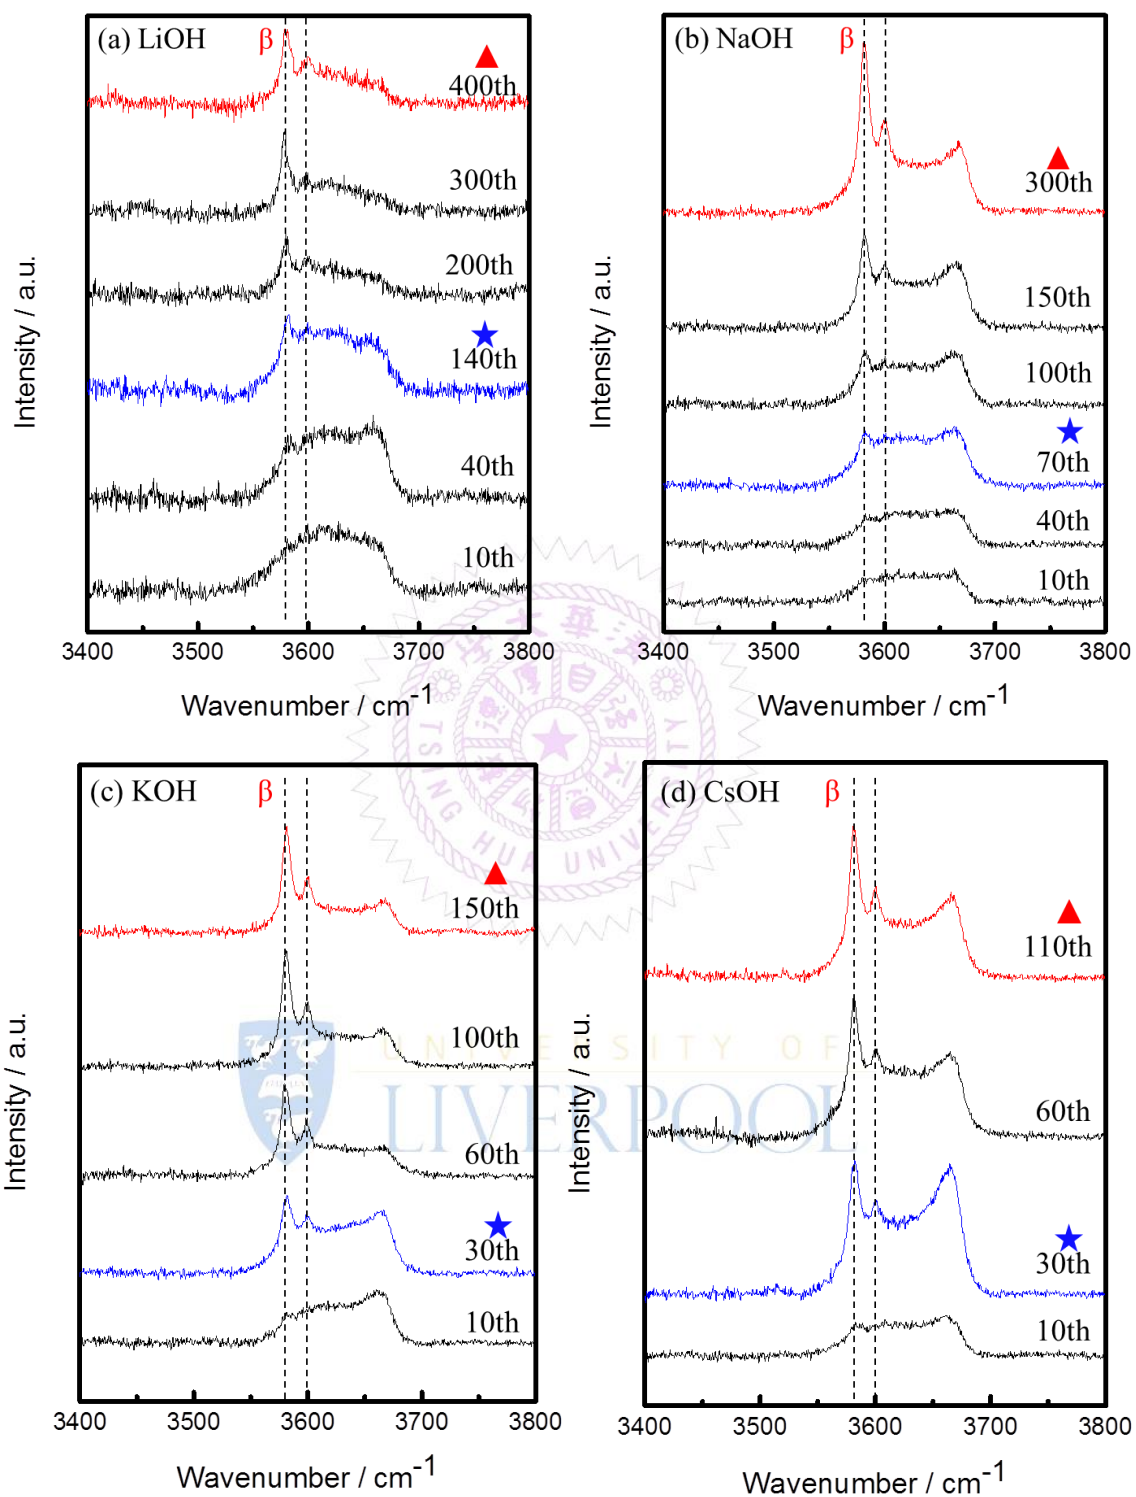 (a) LiOH β
400th
300th
200th
140th
40th
10th
3400 3500 3600 3700 3800
Wavenumber / cm-1
Intensity / a.u.
(b) NaOH β
300th
150th
100th
70th
40th
10th
3400 3500 3600 3700 3800
Wavenumber / cm-1
Intensity / a.u.
(c) KOH β
150th
100th
60th
30th
10th
3400 3500 3600 3700 3800
Wavenumber / cm-1
Intensity / a.u.
(d) CsOH β
110th
60th
30th
10th
3400 3500 3600 3700 3800
Wavenumber / cm-1
Intensity / a.u.
TSING HUA UNIVERSITY
UNIVERSITY OF
LIVERPOOL